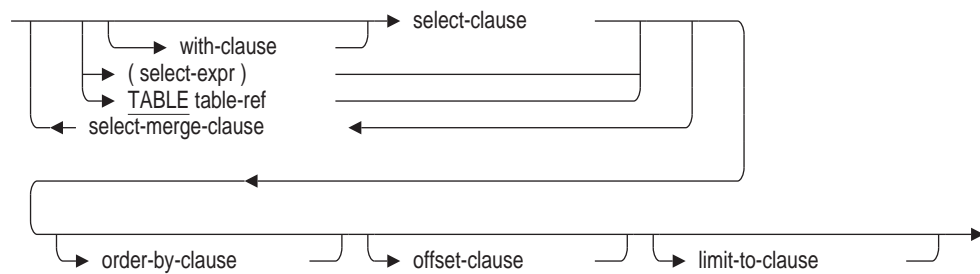 select-clause
with-clause
( select-expr )
TABLE table-ref
select-merge-clause
order-by-clause offset-clause limit-to-clause